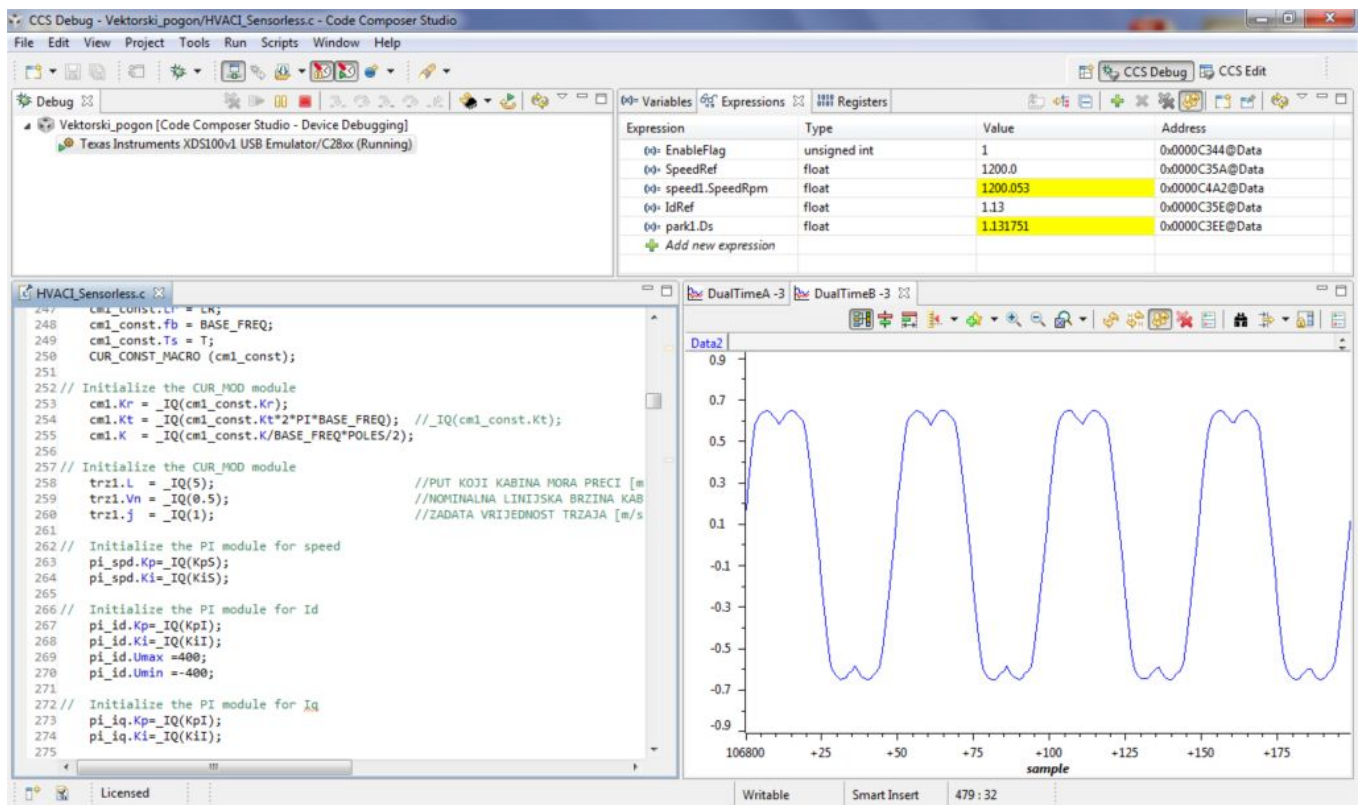 CCS Debug - Vektorski_pogon/HVACI_Sensorless.c - Code Composer Studio
File Edit View Project Tools Run Scripts Window Help
CCS Debug CCS Edit
Debug
Vektorski_pogon [Code Composer Studio - Device Debugging]
Texas Instruments XDS100v1 USB Emulator/C28xx (Running)
(x)= Variables Expressions Registers
Expression Type Value Address
(x)= EnableFlag unsigned int 1 0x0000C344@Data
(x)= SpeedRef float 1200.0 0x0000C35A@Data
(x)= speed1.SpeedRpm float 1200.053 0x0000C4A2@Data
(x)= IdRef float 1.13 0x0000C35E@Data
(x)= park1.Ds float 1.131751 0x0000C3EE@Data
Add new expression
HVACI_Sensorless.c
247 cm1_const.Lr = LR;
248 cm1_const.fb = BASE_FREQ;
249 cm1_const.Ts = T;
250 CUR_CONST_MACRO (cm1_const);
251
252 // Initialize the CUR_MOD module
253 cm1.Kr = _IQ(cm1_const.Kr);
254 cm1.Kt = _IQ(cm1_const.Kt*2*PI*BASE_FREQ); //_IQ(cm1_const.Kt);
255 cm1.K = _IQ(cm1_const.K/BASE_FREQ*POLES/2);
256
257 // Initialize the CUR_MOD module
258 trz1.L = _IQ(5); //PUT KOJI KABINA MORA PRECI [m
259 trz1.Vn = _IQ(0.5); //NOMINALNA LINIJSKA BRZINA KAB
260 trz1.j = _IQ(1); //ZADATA VRIJEDNOST TRZAJA [m/s
261
262 // Initialize the PI module for speed
263 pi_spd.Kp=_IQ(KpS);
264 pi_spd.Ki=_IQ(KiS);
265
266 // Initialize the PI module for Id
267 pi_id.Kp=_IQ(KpI);
268 pi_id.Ki=_IQ(KiI);
269 pi_id.Umax =400;
270 pi_id.Umin =-400;
271
272 // Initialize the PI module for Iq
273 pi_iq.Kp=_IQ(KpI);
274 pi_iq.Ki=_IQ(KiI);
275
DualTimeA -3 DualTimeB -3
Data2
0.9
0.7
0.5
0.3
0.1
-0.1
-0.3
-0.5
-0.7
-0.9
106800 +25 +50 +75 +100 +125 +150 +175
sample
Licensed Writable Smart Insert 479 : 32